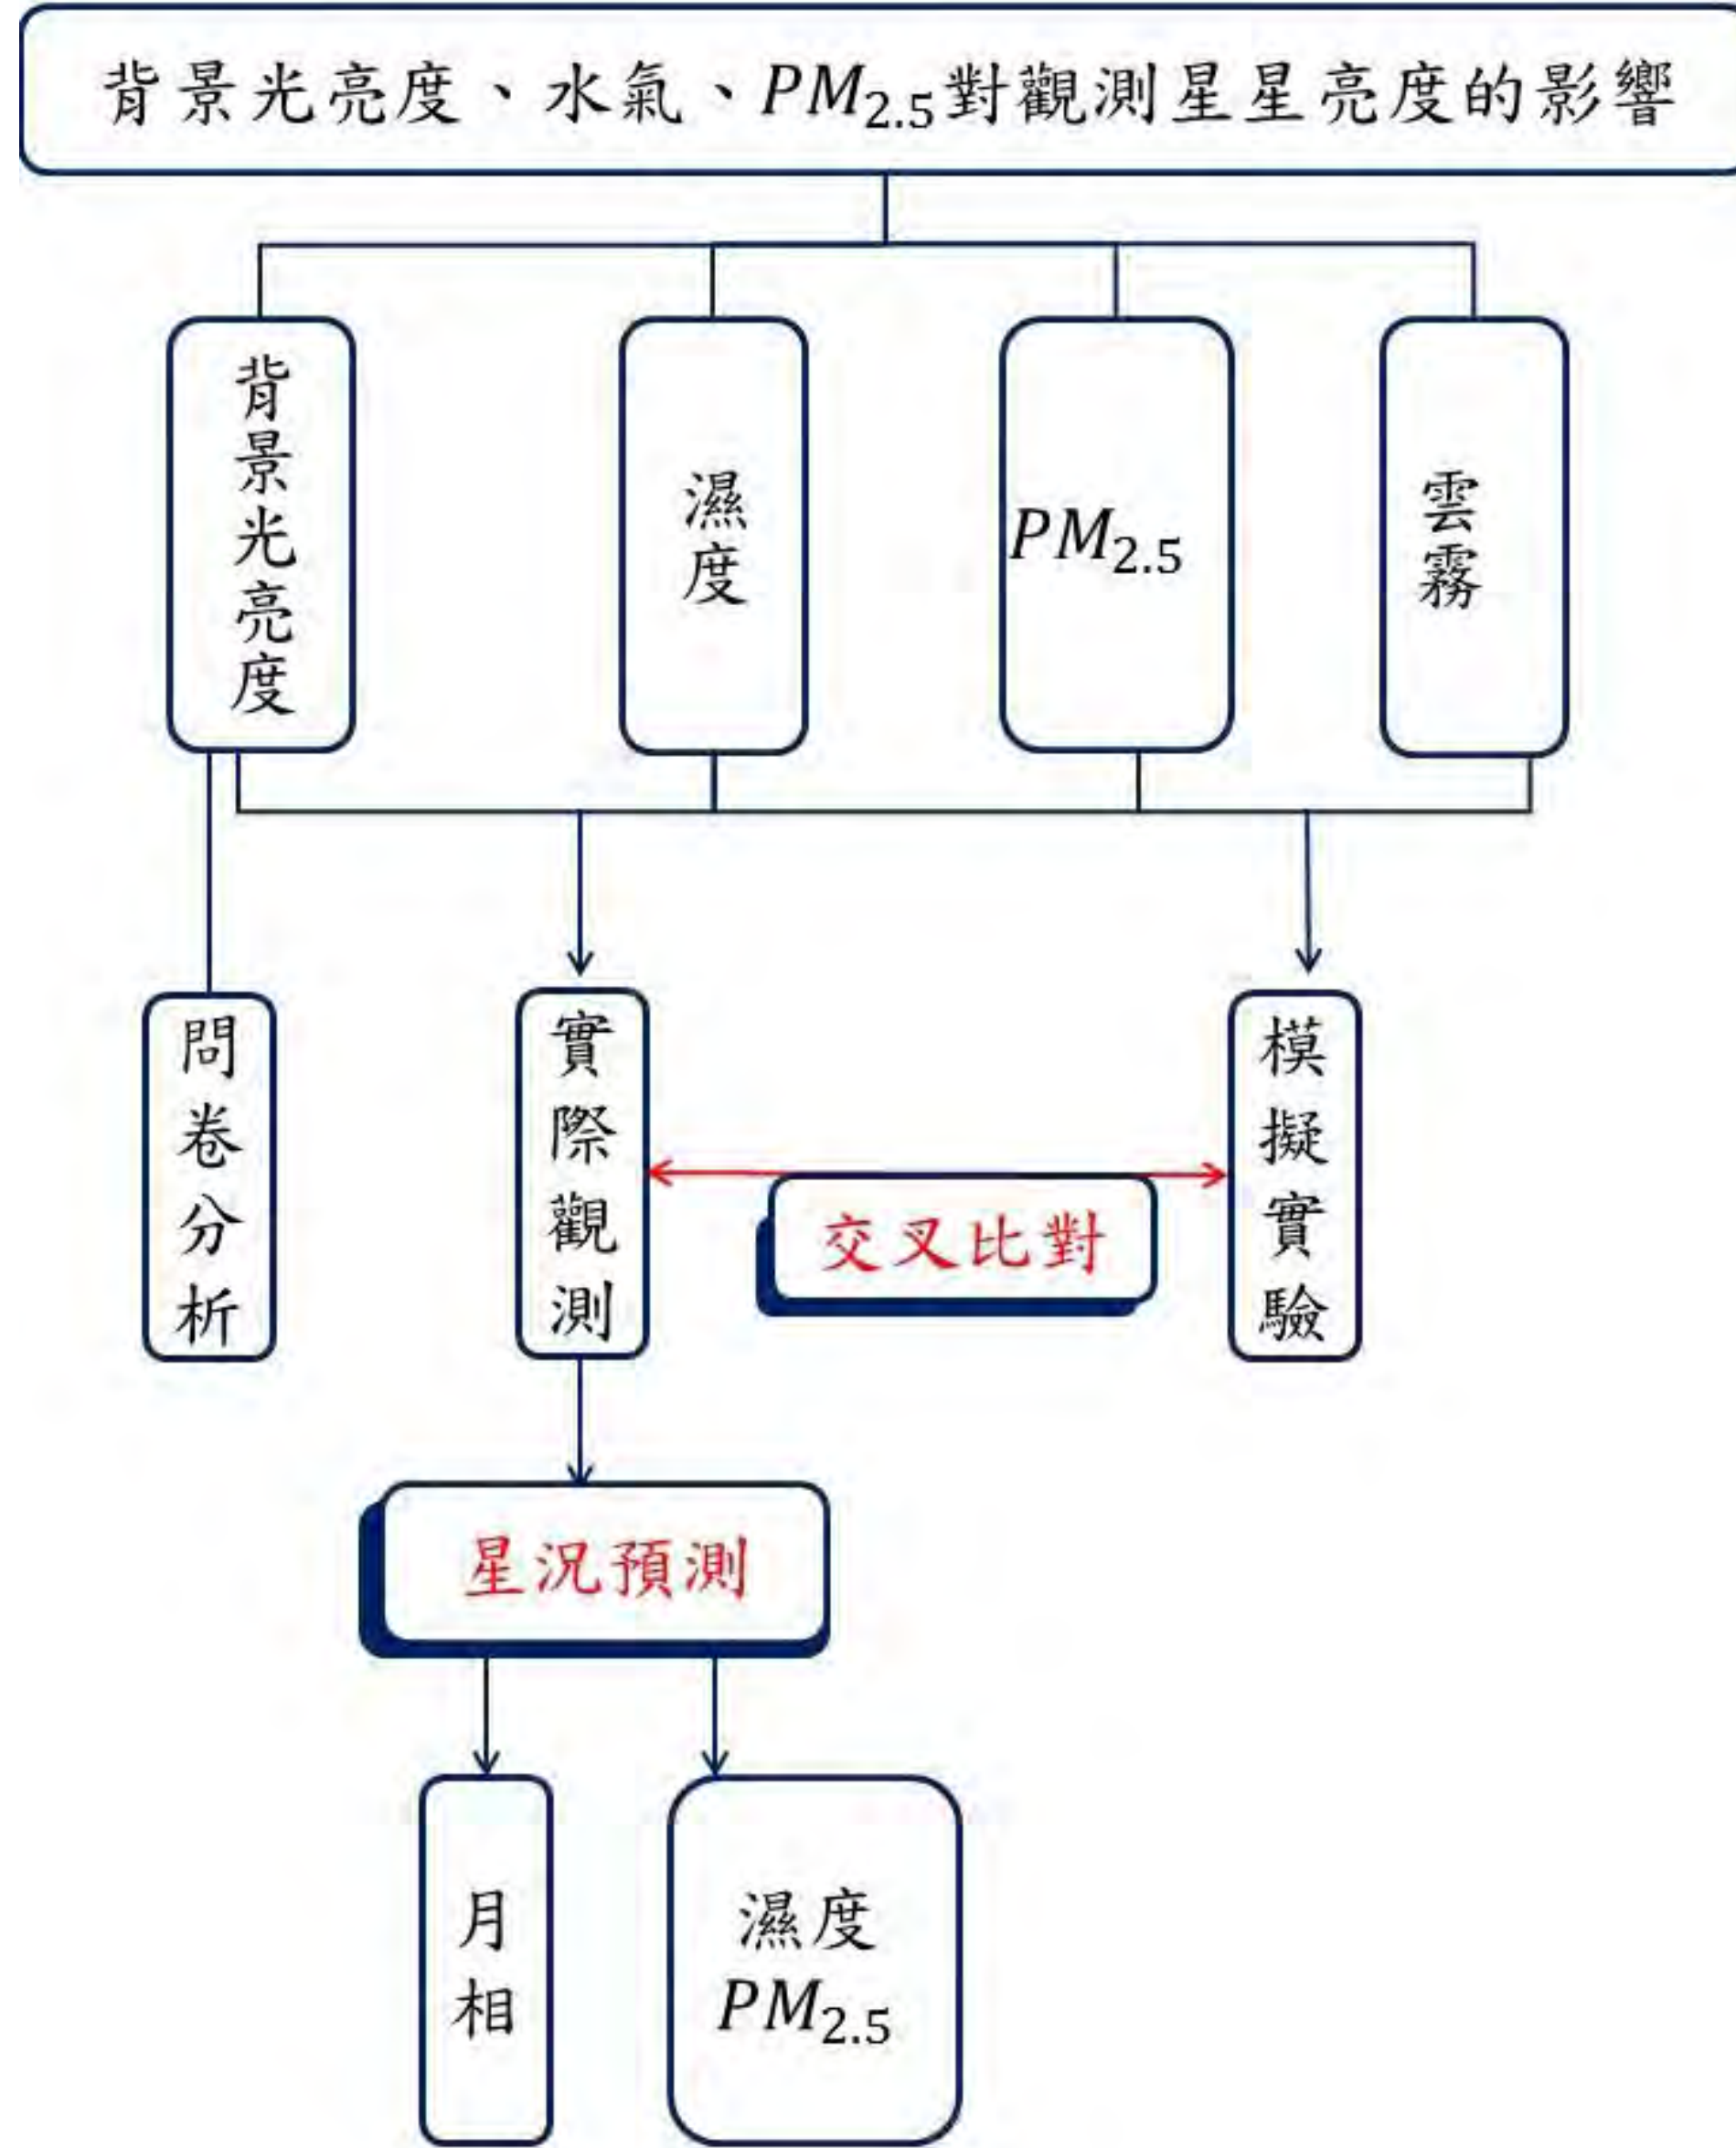 背景光亮度、水氣、PM2.5對觀測星星亮度的影響
背景光亮度
濕度
PM2.5
雲霧
問卷分析
實際觀測
交叉比對
模擬實驗
星況預測
月相
濕度
PM2.5